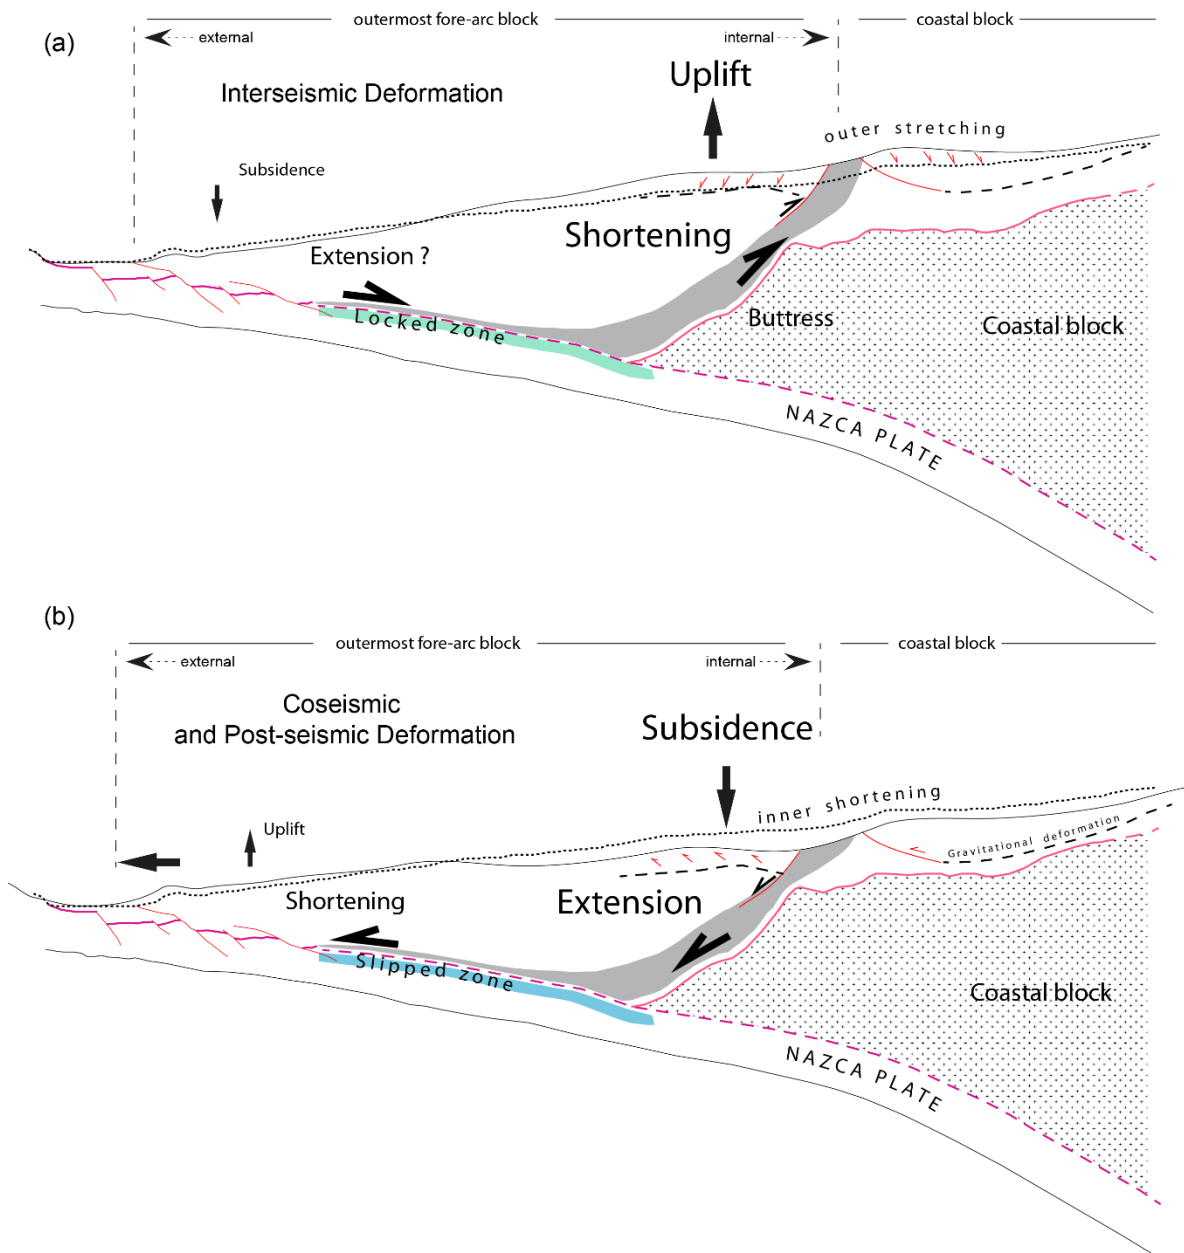 (a)
outermost fore-arc block
coastal block
external
internal
Interseismic Deformation
Uplift
outer stretching
Subsidence
Shortening
Extension ?
Locked zone
Buttress
Coastal block
NAZCA PLATE
(b)
outermost fore-arc block
coastal block
external
internal
Coseismic
and Post-seismic Deformation
Subsidence
inner shortening
Uplift
Gravitational deformation
Shortening
Extension
Slipped zone
Coastal block
NAZCA PLATE